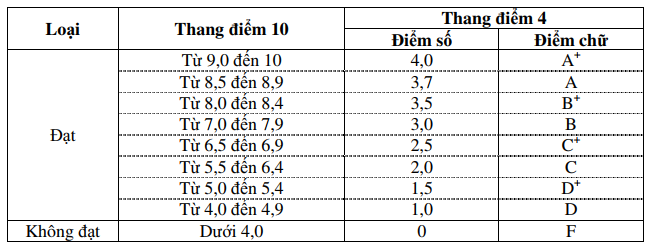 Loại Thang điểm 10 Thang điểm 4
Điểm số Điểm chữ
Đạt
Từ 9,0 đến 10 4,0 A+
Từ 8,5 đến 8,9 3,7 A
Từ 8,0 đến 8,4 3,5 B+
Từ 7,0 đến 7,9 3,0 B
Từ 6,5 đến 6,9 2,5 C+
Từ 5,5 đến 6,4 2,0 C
Từ 5,0 đến 5,4 1,5 D+
Từ 4,0 đến 4,9 1,0 D
Không đạt Dưới 4,0 0 F